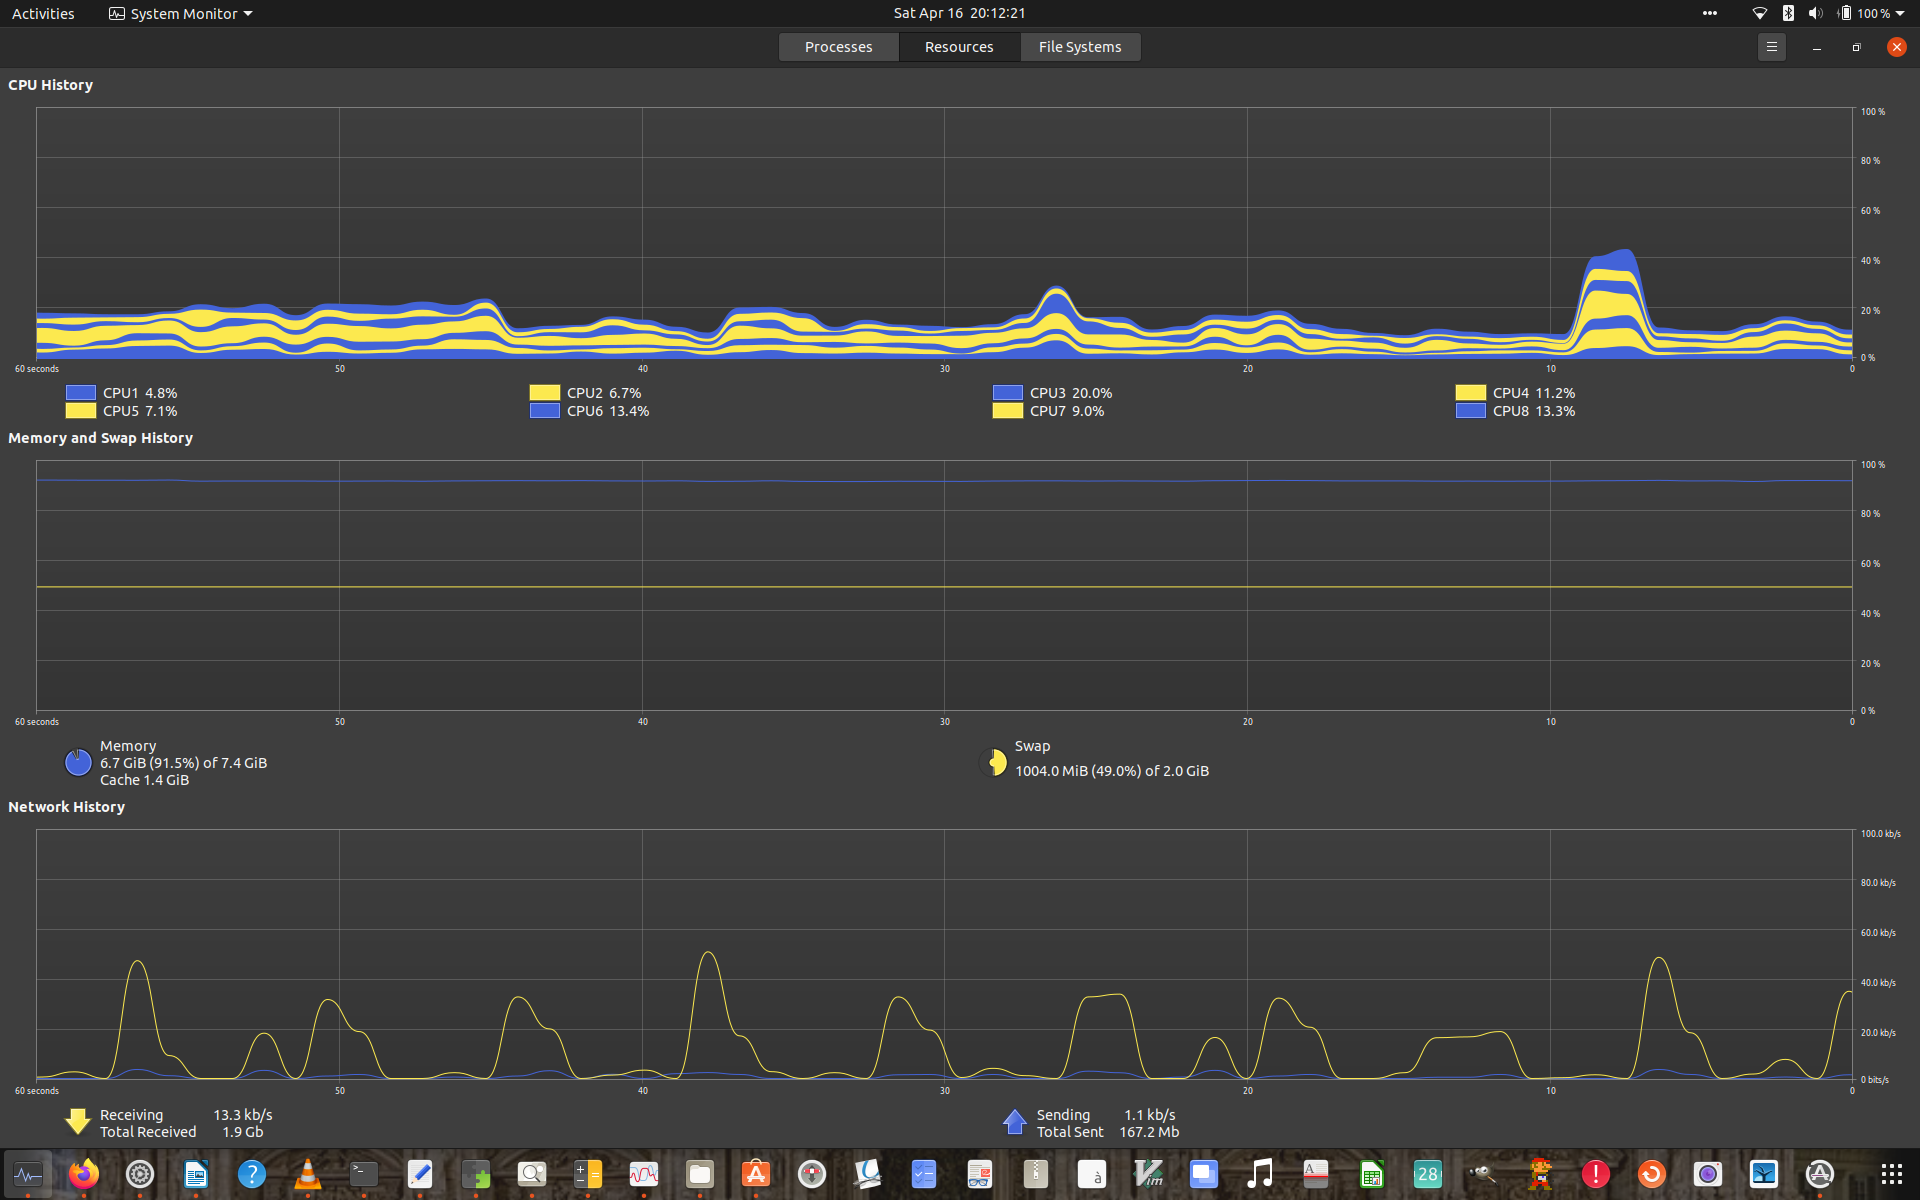 Activities
System Monitor
Sat Apr 16  20:12:21
100 %
Processes
Resources
File Systems
CPU History
100 %
80 %
60 %
40 %
20 %
0 %
60 seconds
50
40
30
20
10
0
CPU1 4.8%
CPU2 6.7%
CPU3 20.0%
CPU4 11.2%
CPU5 7.1%
CPU6 13.4%
CPU7 9.0%
CPU8 13.3%
Memory and Swap History
100 %
80 %
60 %
40 %
20 %
0 %
60 seconds
50
40
30
20
10
0
Memory
6.7 GiB (91.5%) of 7.4 GiB
Cache 1.4 GiB
Swap
1004.0 MiB (49.0%) of 2.0 GiB
Network History
100.0 kb/s
80.0 kb/s
60.0 kb/s
40.0 kb/s
20.0 kb/s
0 bits/s
60 seconds
50
40
30
20
10
0
Receiving 13.3 kb/s
Total Received 1.9 Gb
Sending 1.1 kb/s
Total Sent 167.2 Mb
?
>_
à
Vim
A
28
!